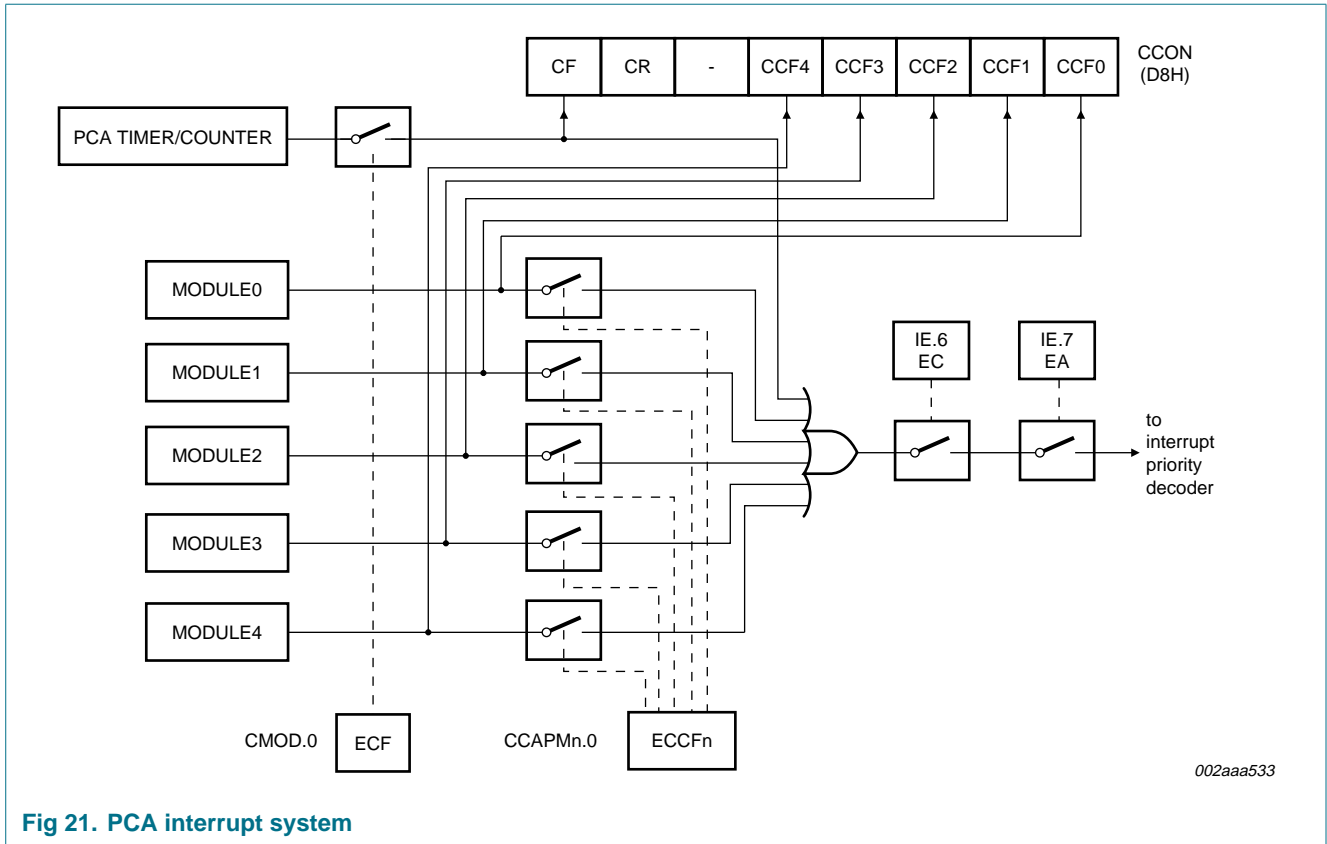 CF CR - CCF4 CCF3 CCF2 CCF1 CCF0
CCON
(D8H)
PCA TIMER/COUNTER
MODULE0
MODULE1
MODULE2
MODULE3
MODULE4
IE.6
EC
IE.7
EA
to
interrupt
priority
decoder
CMOD.0 ECF
CCAPMn.0 ECCFn
002aaa533
Fig 21. PCA interrupt system